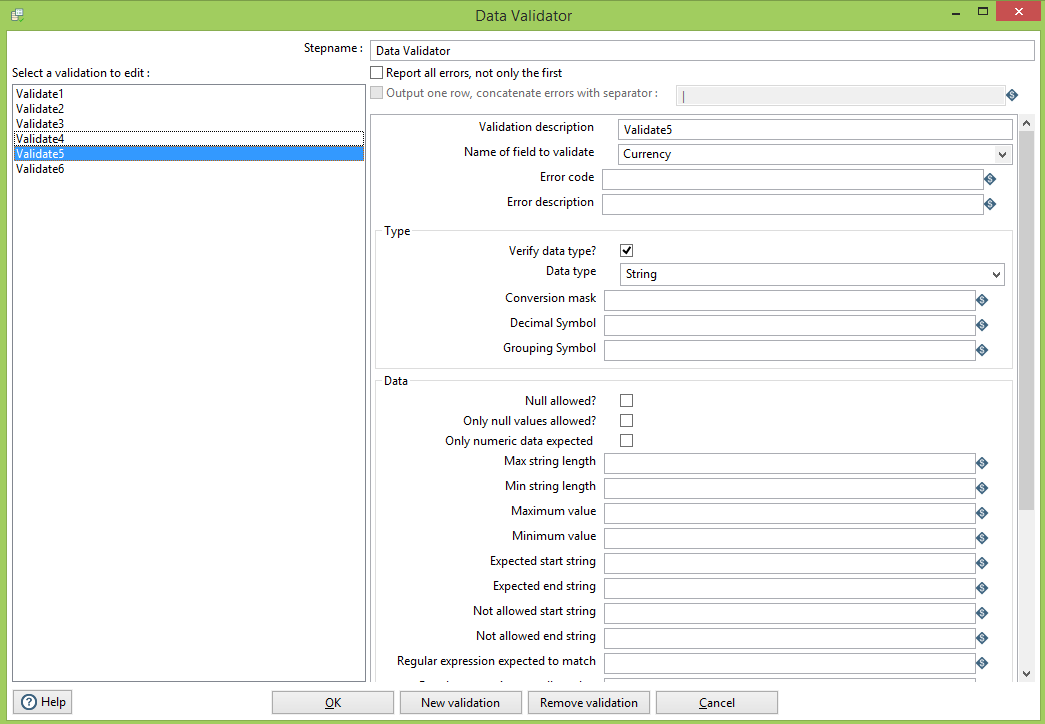 Data Validator
Stepname : Data Validator
Select a validation to edit :
Validate1
Validate2
Validate3
Validate4
Validate5
Validate6
Report all errors, not only the first
Output one row, concatenate errors with separator : |
Validation description Validate5
Name of field to validate Currency
Error code
Error description
Type
Verify data type?
Data type String
Conversion mask
Decimal Symbol
Grouping Symbol
Data
Null allowed?
Only null values allowed?
Only numeric data expected
Max string length
Min string length
Maximum value
Minimum value
Expected start string
Expected end string
Not allowed start string
Not allowed end string
Regular expression expected to match
Help
OK
New validation
Remove validation
Cancel